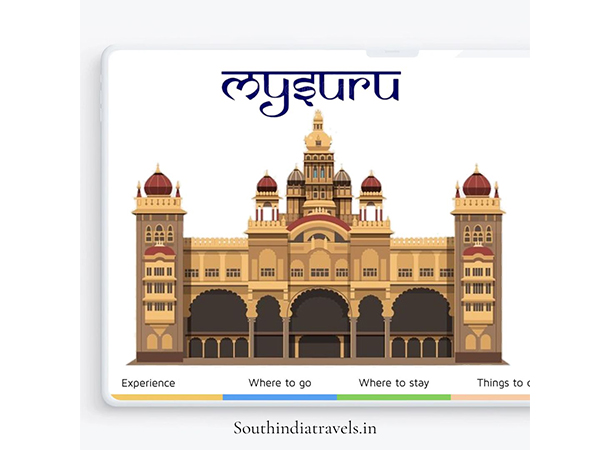 mysuru
Experience Where to go Where to stay Things to
Southindiatravels.in